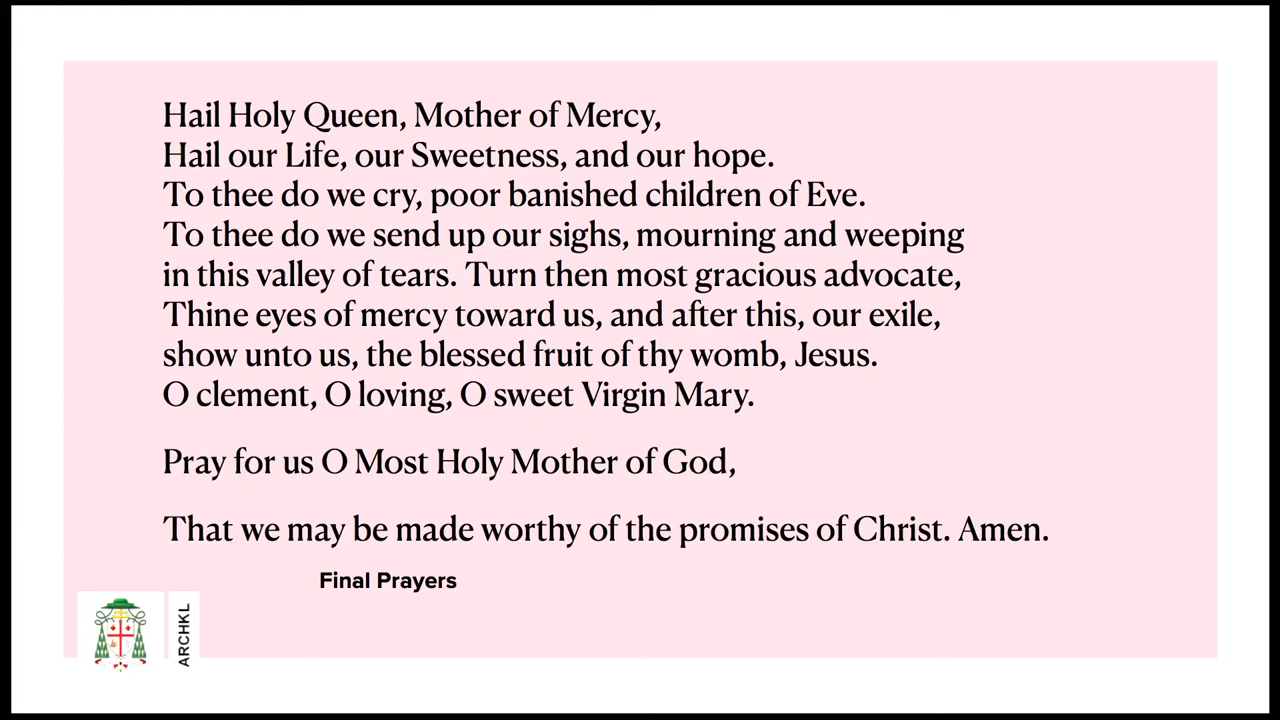 Hail Holy Queen, Mother of Mercy,
Hail our Life, our Sweetness, and our hope.
To thee do we cry, poor banished children of Eve.
To thee do we send up our sighs, mourning and weeping
in this valley of tears. Turn then most gracious advocate,
Thine eyes of mercy toward us, and after this, our exile,
show unto us, the blessed fruit of thy womb, Jesus.
O clement, O loving, O sweet Virgin Mary.
Pray for us O Most Holy Mother of God,
That we may be made worthy of the promises of Christ. Amen.
Final Prayers
ARCHKL